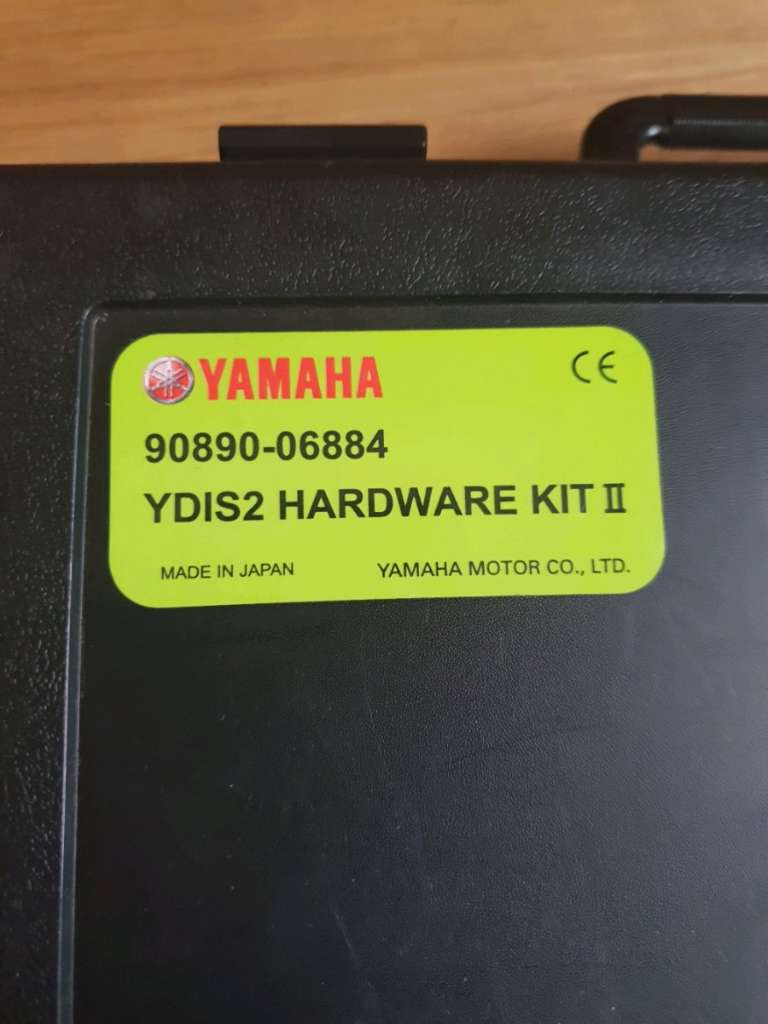 YAMAHA
CE
90890-06884
YDIS2 HARDWARE KIT II
MADE IN JAPAN YAMAHA MOTOR CO., LTD.